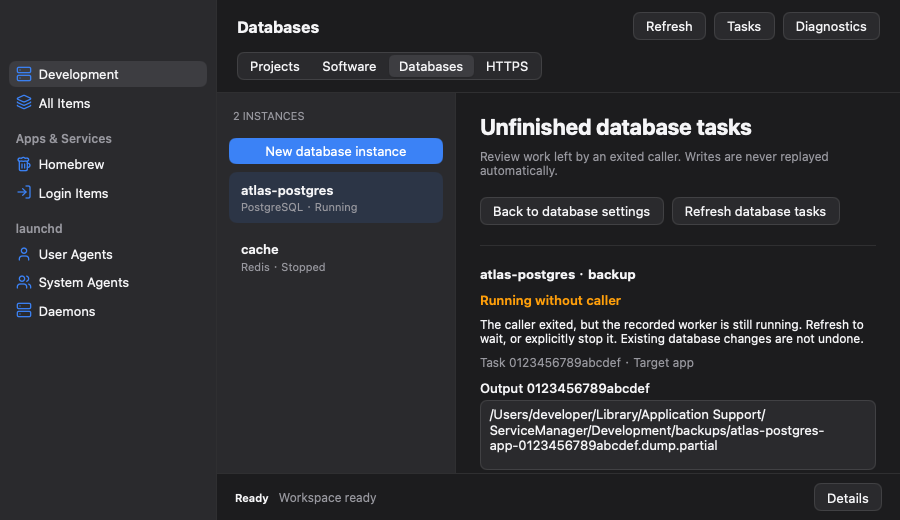 Databases
Refresh
Tasks
Diagnostics
Projects
Software
Databases
HTTPS
Development
All Items
Apps & Services
Homebrew
Login Items
launchd
User Agents
System Agents
Daemons
2 INSTANCES
New database instance
atlas-postgres
PostgreSQL · Running
cache
Redis · Stopped
Unfinished database tasks
Review work left by an exited caller. Writes are never replayed
automatically.
Back to database settings
Refresh database tasks
atlas-postgres · backup
Running without caller
The caller exited, but the recorded worker is still running. Refresh to
wait, or explicitly stop it. Existing database changes are not undone.
Task 0123456789abcdef · Target app
Output 0123456789abcdef
/Users/developer/Library/Application Support/
ServiceManager/Development/backups/atlas-postgres-
app-0123456789abcdef.dump.partial
Ready
Workspace ready
Details